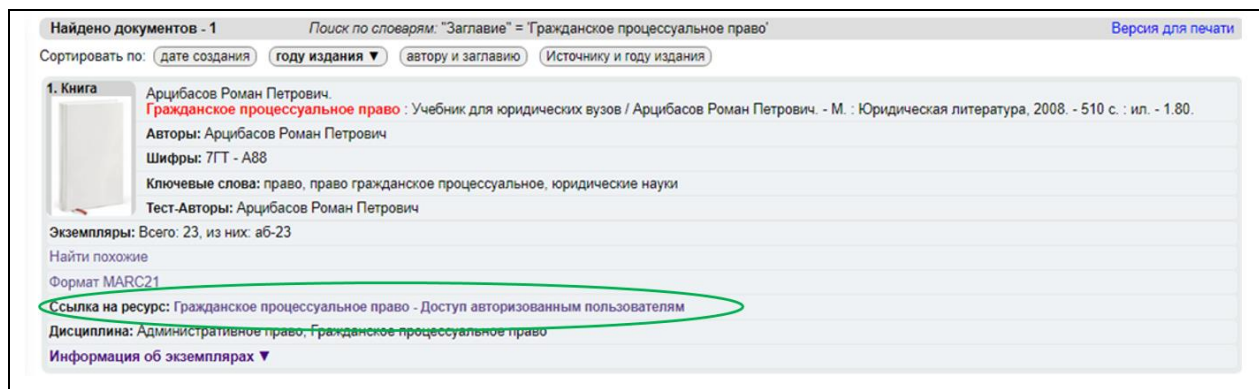 Найдено документов - 1 Поиск по словарям: "Заглавие" = 'Гражданское процессуальное право' Версия для печати
Сортировать по: дате создания году издания ▼ автору и заглавию Источнику и году издания
1. Книга
Арцибасов Роман Петрович.
Гражданское процессуальное право : Учебник для юридических вузов / Арцибасов Роман Петрович. - М. : Юридическая литература, 2008. - 510 с. : ил. - 1.80.
Авторы: Арцибасов Роман Петрович
Шифры: 7ГТ - А88
Ключевые слова: право, право гражданское процессуальное, юридические науки
Тест-Авторы: Арцибасов Роман Петрович
Экземпляры: Всего: 23, из них: аб-23
Найти похожие
Формат MARC21
Ссылка на ресурс: Гражданское процессуальное право - Доступ авторизованным пользователям
Дисциплина: Административное право, Гражданское процессуальное право
Информация об экземплярах ▼